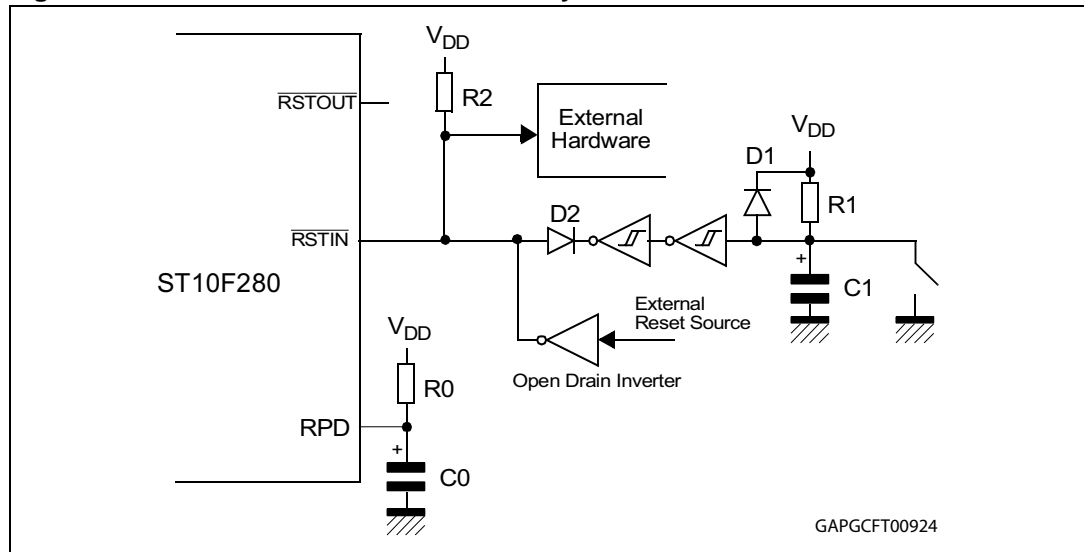 VDD
RSTOUT
R2
External
Hardware
VDD
D1
R1
D2
RSTIN
+
C1
ST10F280
External
Reset Source
VDD
Open Drain Inverter
R0
RPD
+
C0
GAPGCFT00924